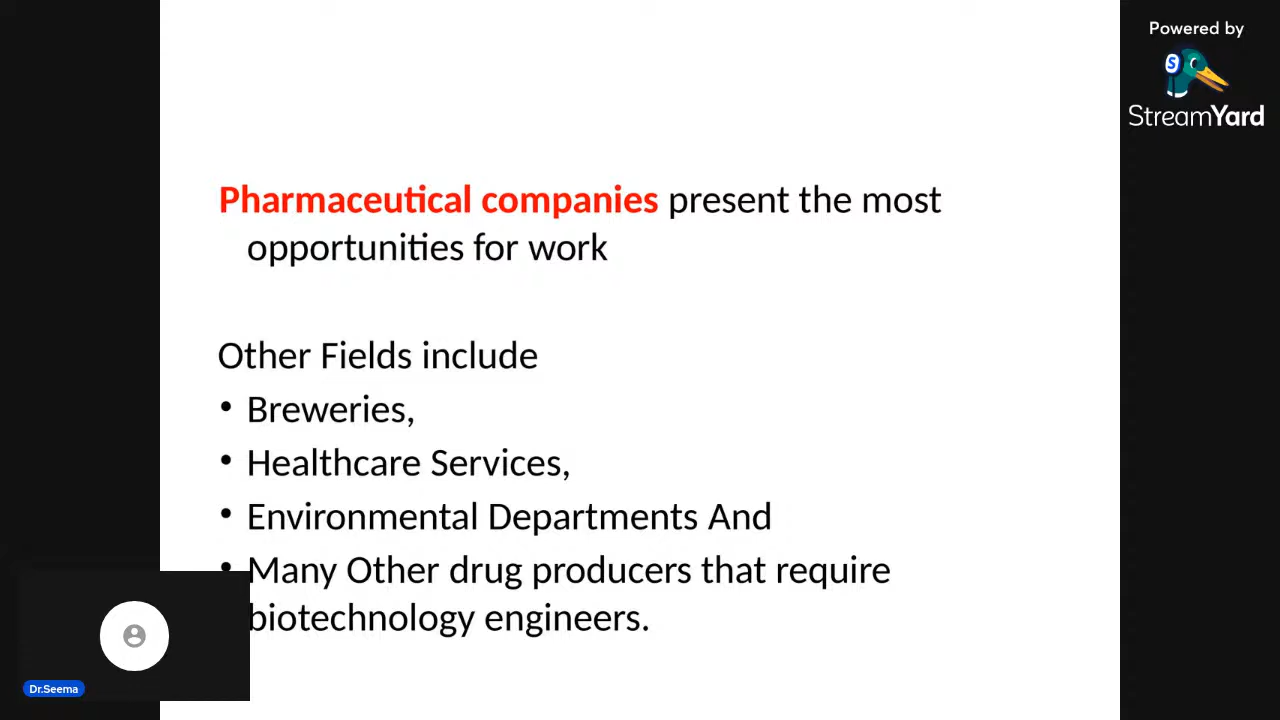 Powered by
StreamYard
Pharmaceutical companies present the most
opportunities for work
Other Fields include
• Breweries,
• Healthcare Services,
• Environmental Departments And
• Many Other drug producers that require
biotechnology engineers.
Dr.Seema